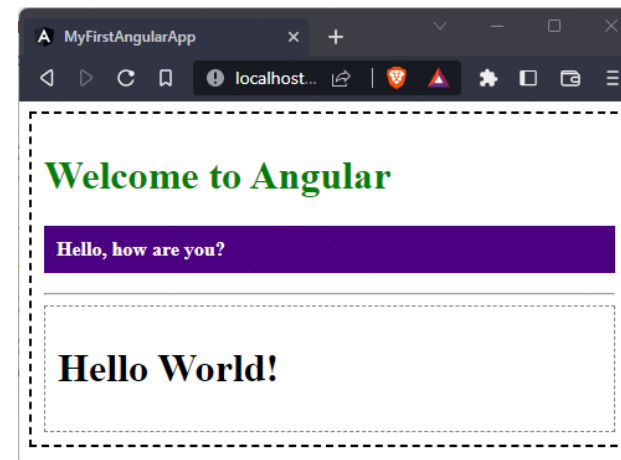 MyFirstAngularApp
localhost...
Welcome to Angular
Hello, how are you?
Hello World!